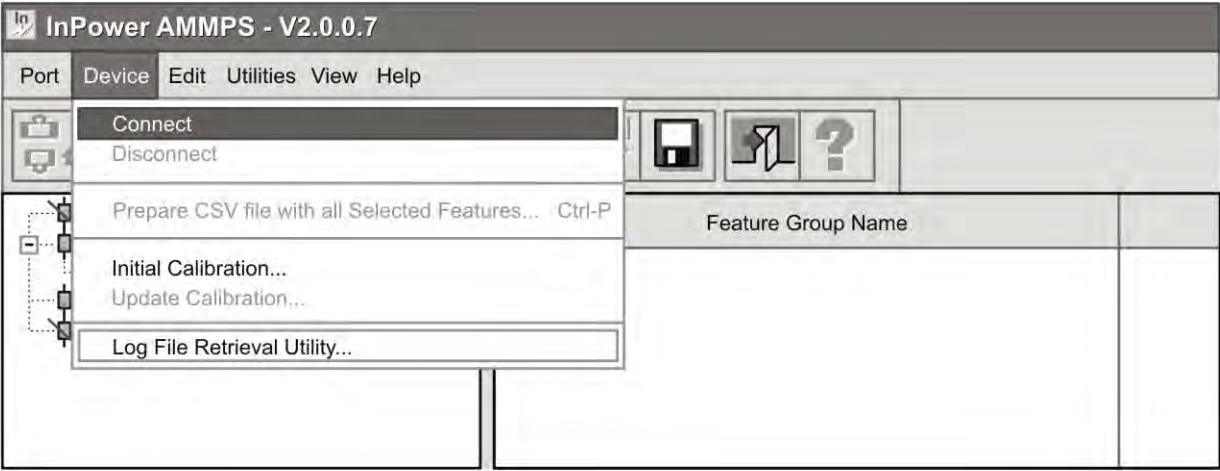 InPower AMMPS - V2.0.0.7
Port Device Edit Utilities View Help
Connect
Disconnect
Prepare CSV file with all Selected Features... Ctrl-P
Feature Group Name
Initial Calibration...
Update Calibration...
Log File Retrieval Utility...